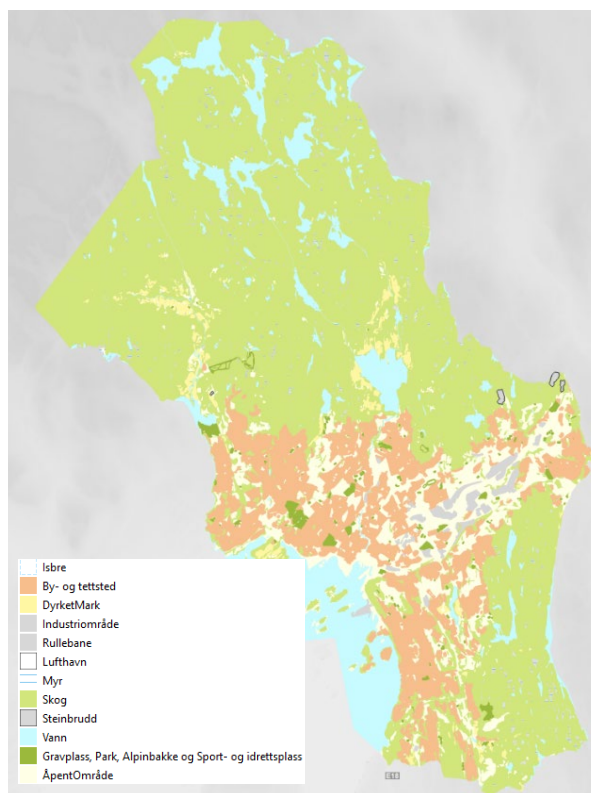 Isbre
By- og tettsted
DyrketMark
Industriområde
Rullebane
Lufthavn
Myr
Skog
Steinbrudd
Vann
Gravplass, Park, Alpinbakke og Sport- og idrettsplass
ÅpentOmråde
E18